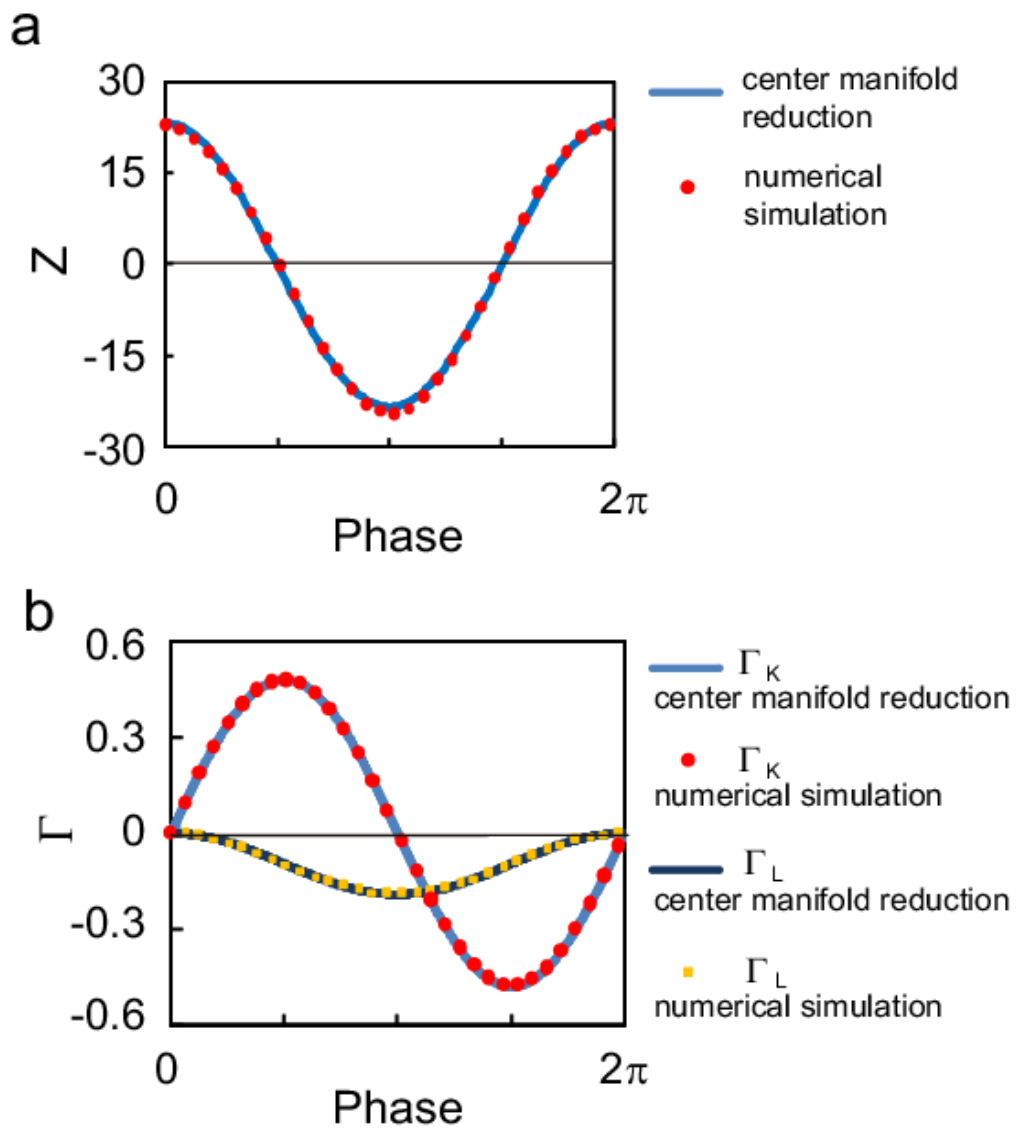 a
30
15
0
-15
-30
Z
0
2π
Phase
center manifold
reduction
numerical
simulation
b
0.6
0.3
0
-0.3
-0.6
Γ
0
2π
Phase
Γ K
center manifold reduction
Γ K
numerical simulation
Γ L
center manifold reduction
Γ L
numerical simulation